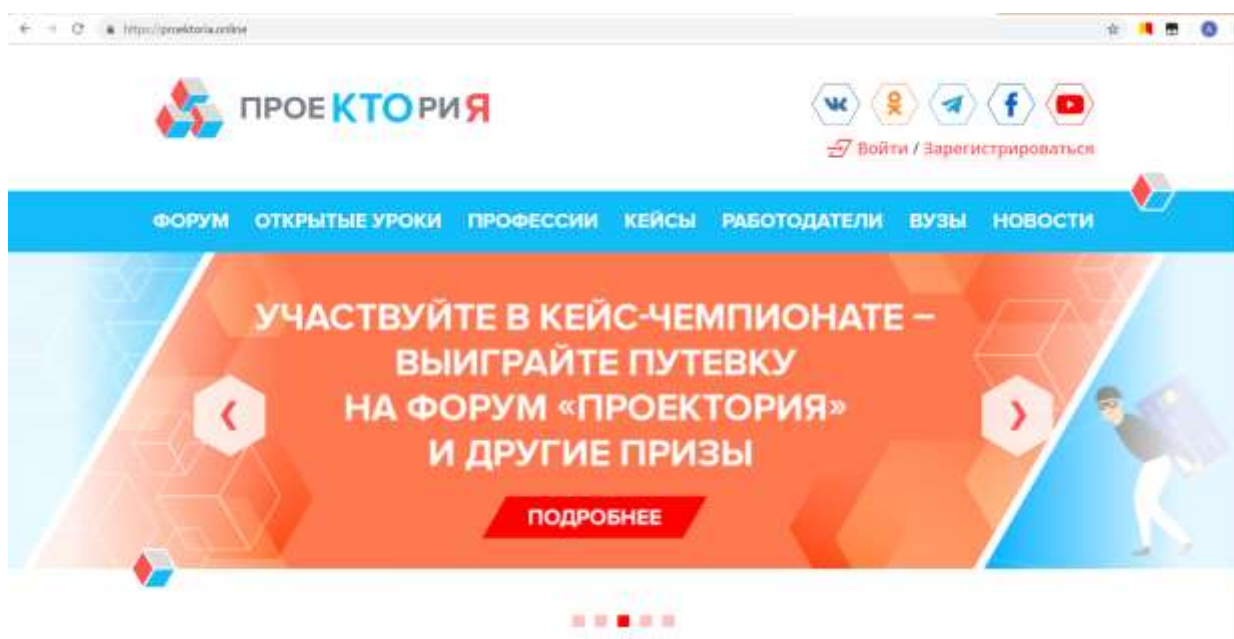 https://proektoria.online
ПРОЕКТОРИЯ
Войти / Зарегистрироваться
ФОРУМ ОТКРЫТЫЕ УРОКИ ПРОФЕССИИ КЕЙСЫ РАБОТОДАТЕЛИ ВУЗЫ НОВОСТИ
УЧАСТВУЙТЕ В КЕЙС-ЧЕМПИОНАТЕ –
ВЫИГРАЙТЕ ПУТЕВКУ
НА ФОРУМ «ПРОЕКТОРИЯ»
И ДРУГИЕ ПРИЗЫ
ПОДРОБНЕЕ